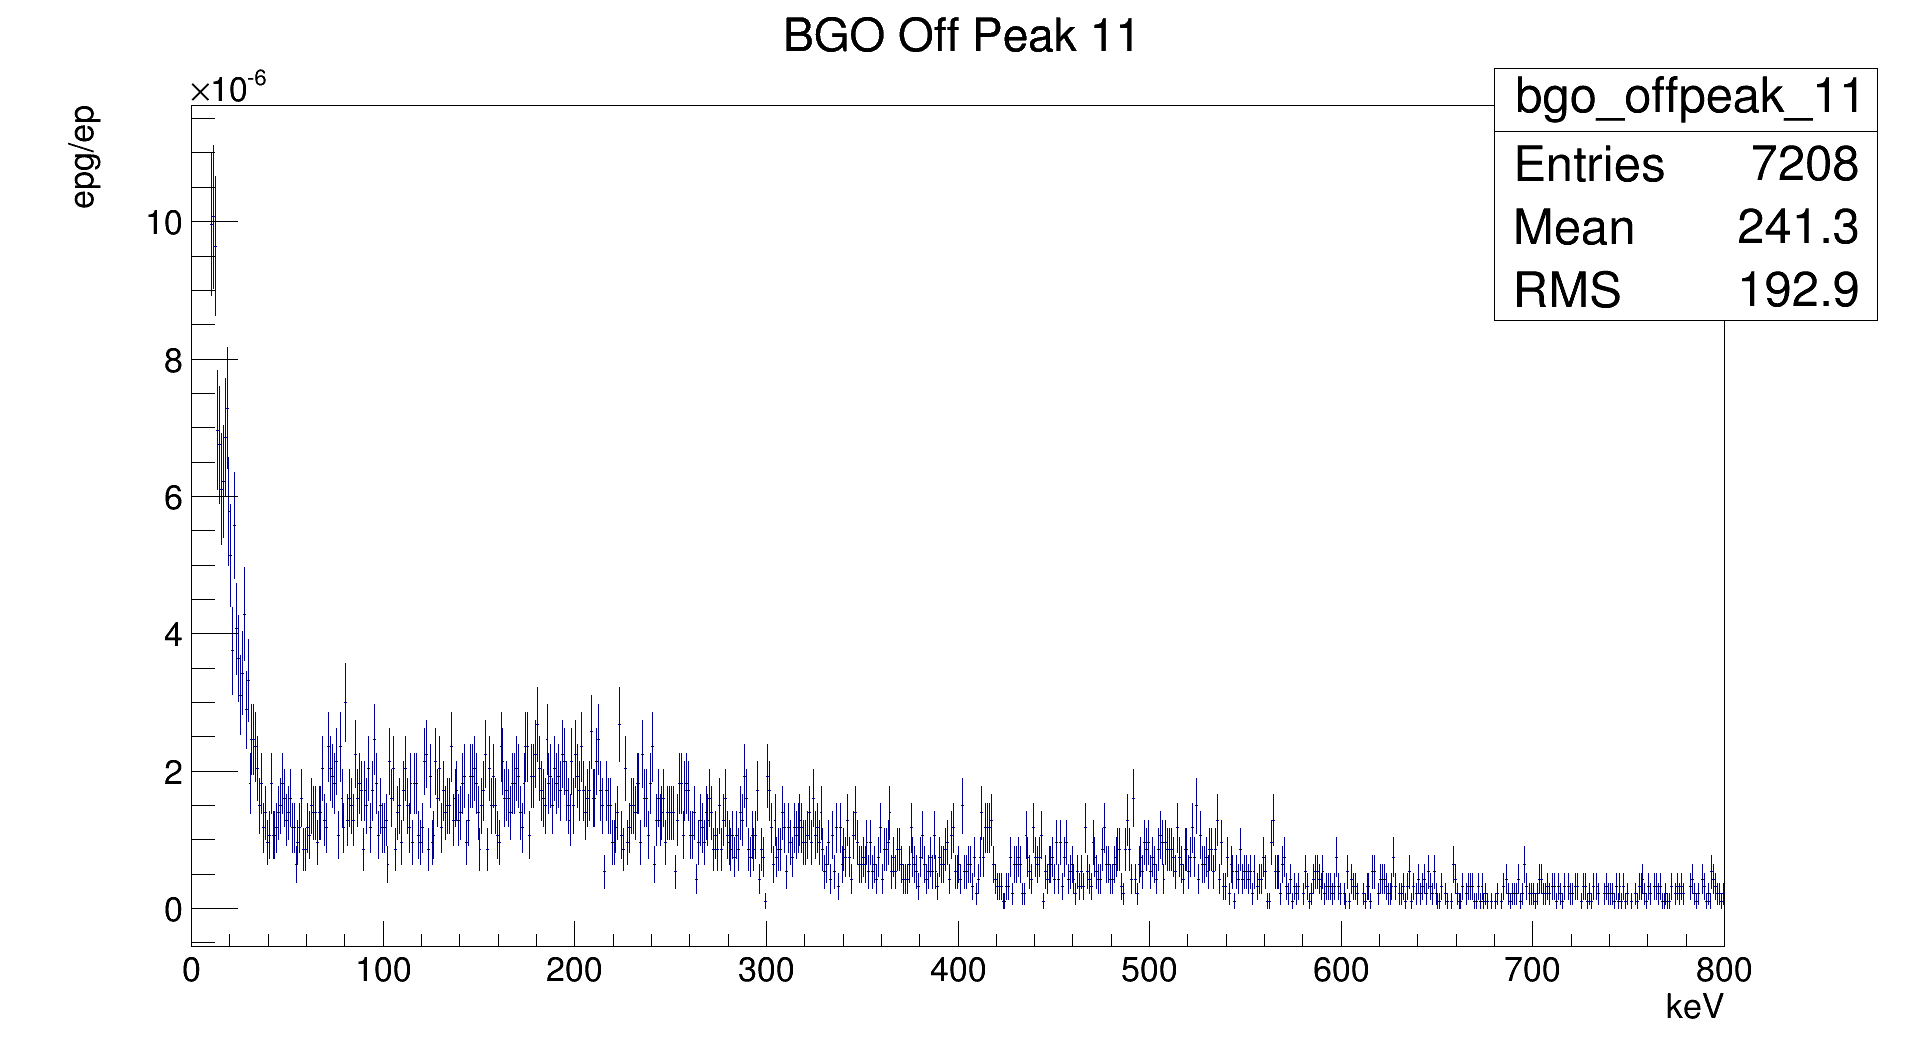 BGO Off Peak 11
×10-6
epg/ep
bgo_offpeak_11
Entries 7208
Mean 241.3
RMS 192.9
10
8
6
4
2
0
0 100 200 300 400 500 600 700 800
keV